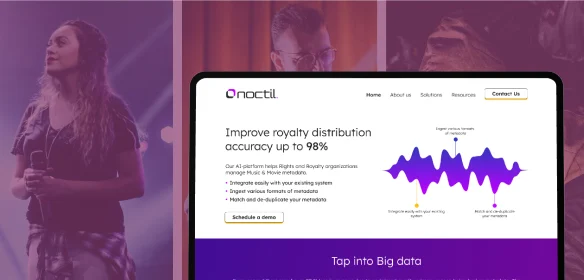 noctil.
Home About us Solutions Resources Contact Us
Improve royalty distribution
accuracy up to 98%
Our AI-platform helps Rights and Royalty organizations
manage Music & Movie metadata.
• Integrate easily with your existing system
• Ingest various formats of metadata
• Match and de-duplicate your metadata
Schedule a demo
Ingest various formats
of metadata
Integrate easily with your existing
system
Match and de-duplicate
your metadata
Tap into Big data